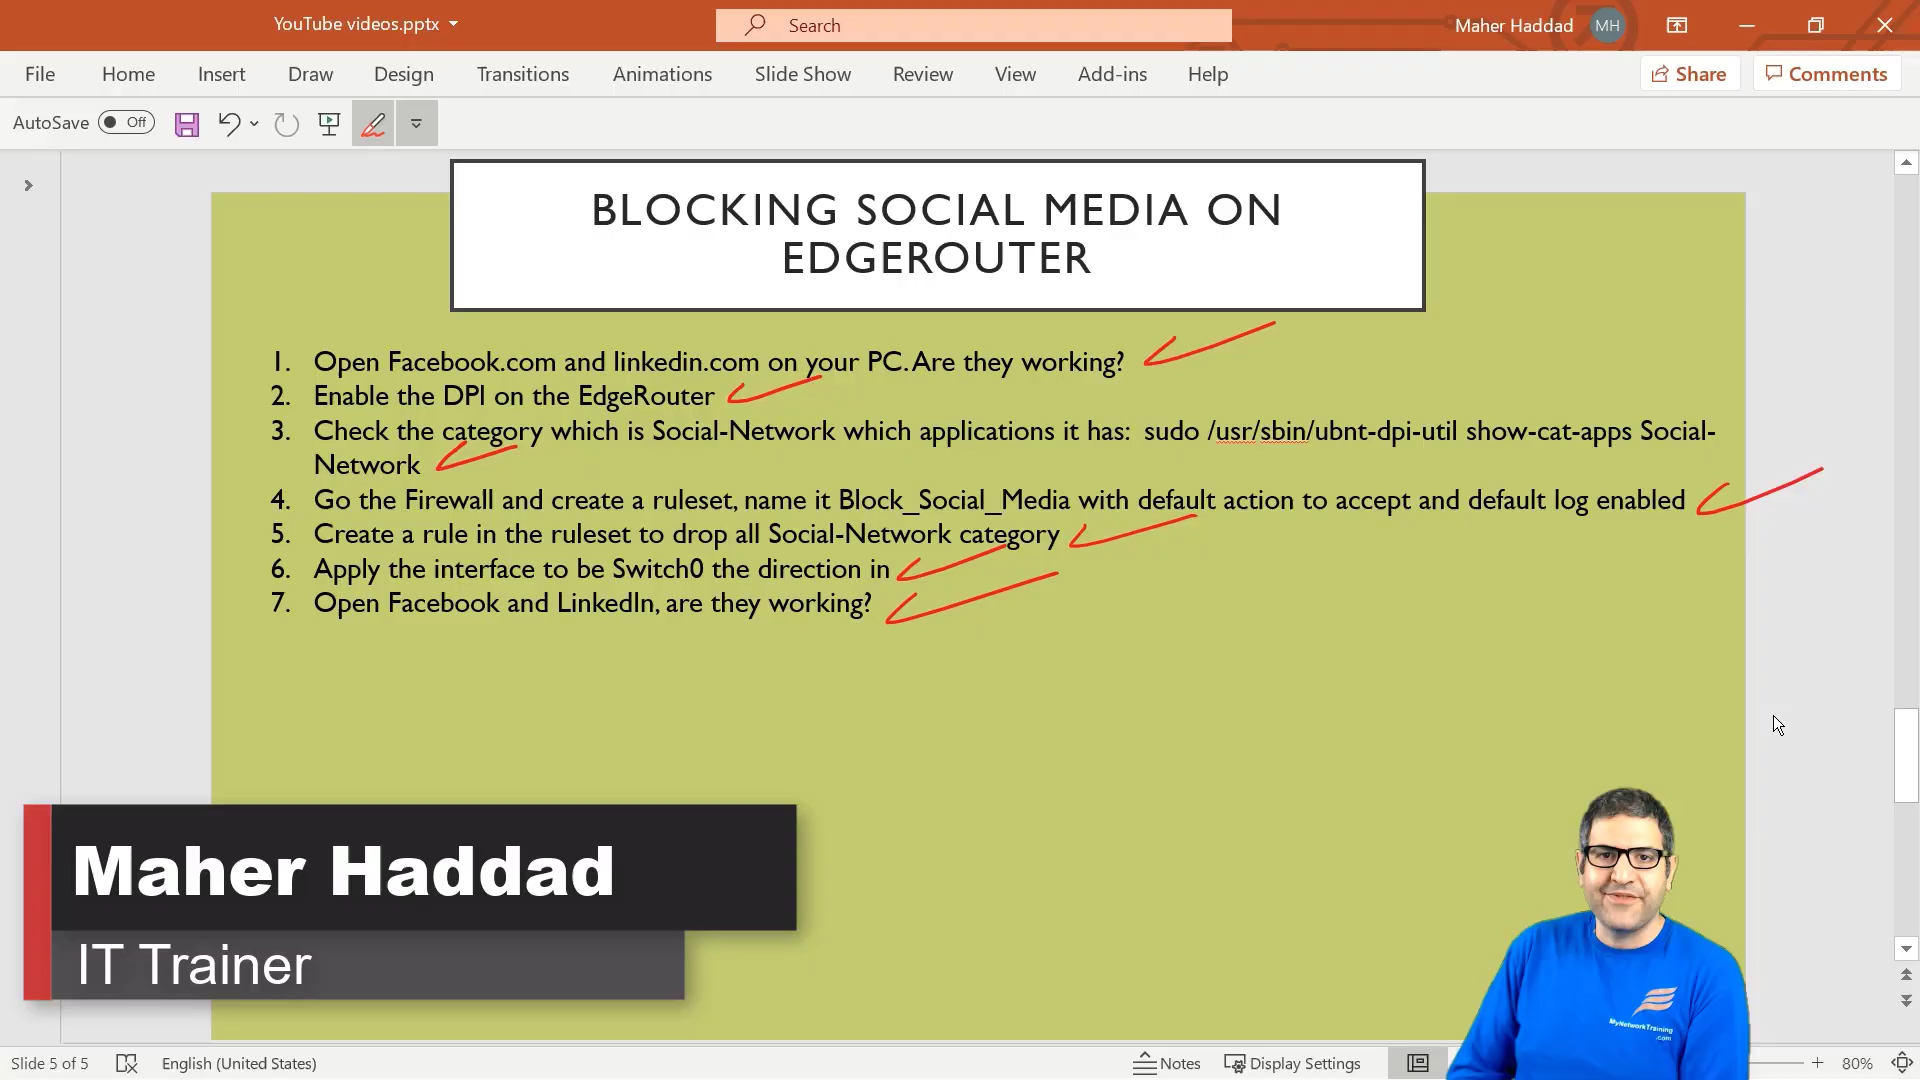 YouTube videos.pptx
Search
Maher Haddad
MH
File
Home
Insert
Draw
Design
Transitions
Animations
Slide Show
Review
View
Add-ins
Help
Share
Comments
AutoSave
Off
BLOCKING SOCIAL MEDIA ON
EDGEROUTER
1. Open Facebook.com and linkedin.com on your PC. Are they working?
2. Enable the DPI on the EdgeRouter
3. Check the category which is Social-Network which applications it has: sudo /usr/sbin/ubnt-dpi-util show-cat-apps Social-
Network
4. Go the Firewall and create a ruleset, name it Block_Social_Media with default action to accept and default log enabled
5. Create a rule in the ruleset to drop all Social-Network category
6. Apply the interface to be Switch0 the direction in
7. Open Facebook and LinkedIn, are they working?
Maher Haddad
IT Trainer
MyNetworkTraining
.com
Slide 5 of 5
English (United States)
Notes
Display Settings
80%